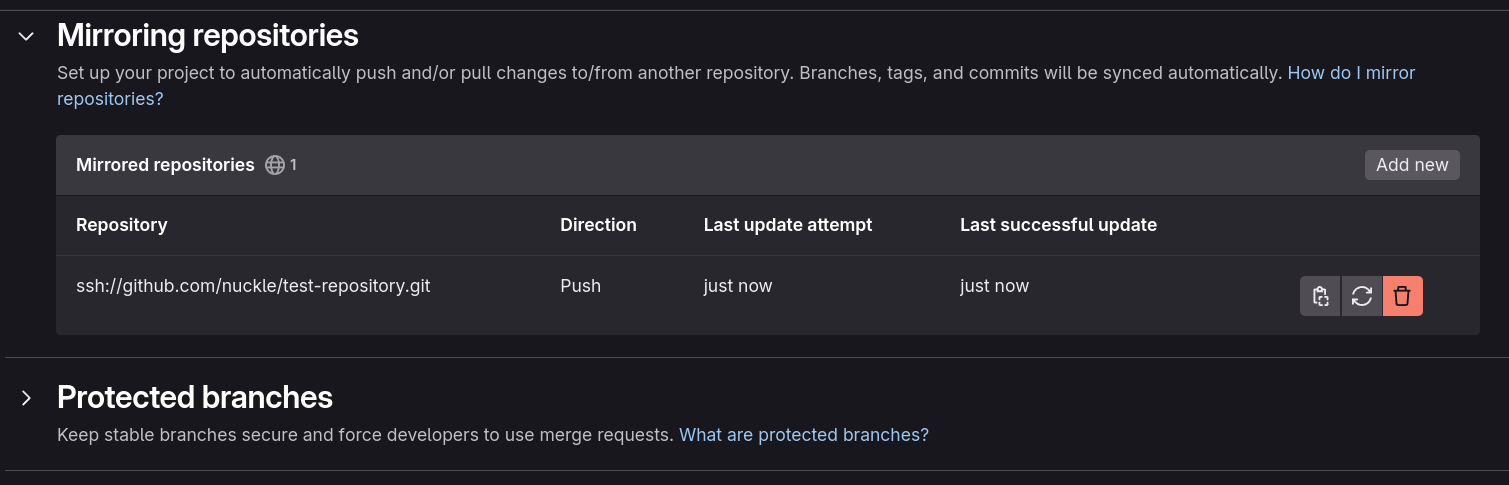 Mirroring repositories
Set up your project to automatically push and/or pull changes to/from another repository. Branches, tags, and commits will be synced automatically. How do I mirror
repositories?
Mirrored repositories 1
Add new
Repository Direction Last update attempt Last successful update
ssh://github.com/nuckle/test-repository.git Push just now just now
Protected branches
Keep stable branches secure and force developers to use merge requests. What are protected branches?